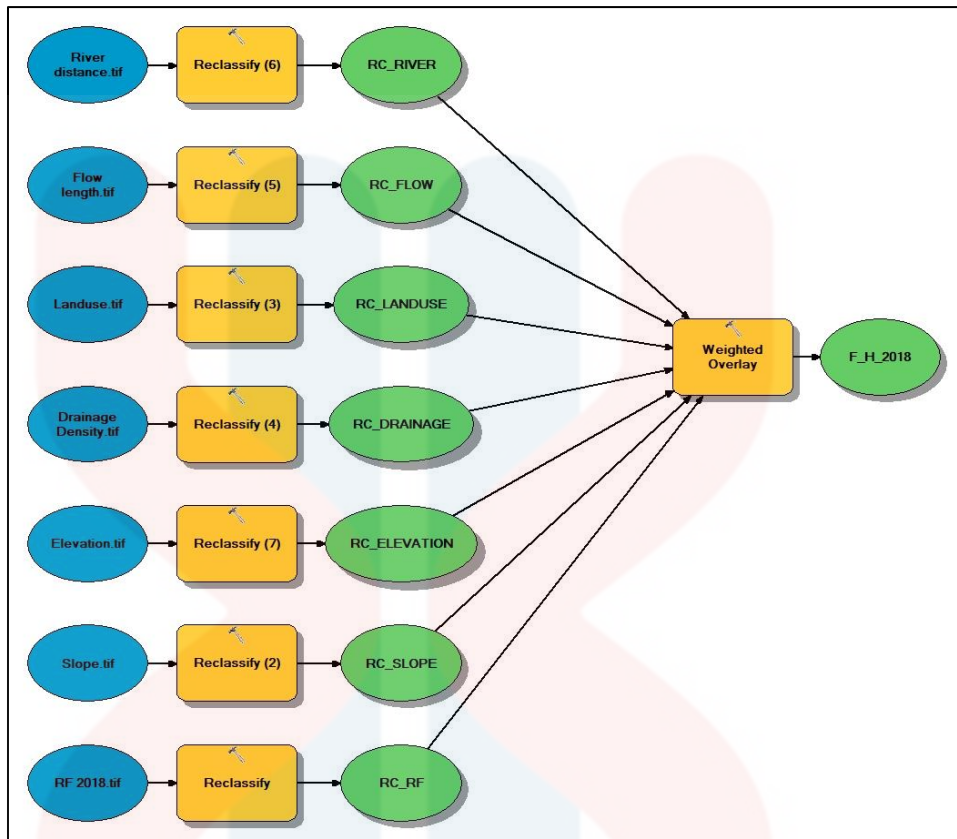 River
distance.tif
Reclassify (6)
RC_RIVER
Flow
length.tif
Reclassify (5)
RC_FLOW
Landuse.tif
Reclassify (3)
RC_LANDUSE
Weighted
Overlay
F_H_2018
Drainage
Density.tif
Reclassify (4)
RC_DRAINAGE
Elevation.tif
Reclassify (7)
RC_ELEVATION
Slope.tif
Reclassify (2)
RC_SLOPE
RF 2018.tif
Reclassify
RC_RF